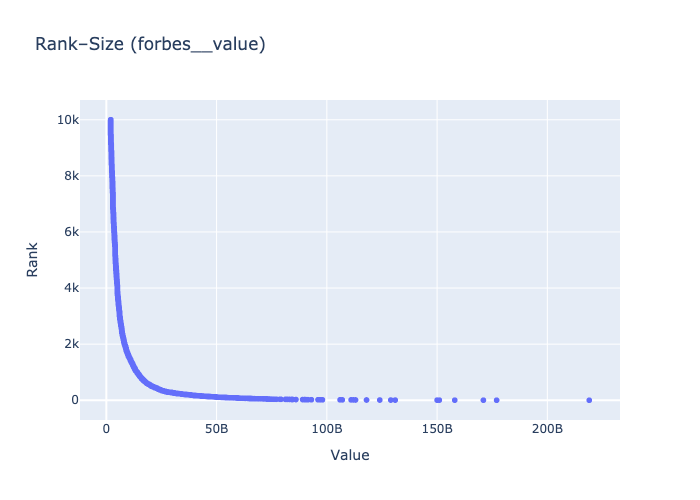 Rank−Size (forbes__value)
10k
8k
6k
4k
2k
0
Rank
0 50B 100B 150B 200B
Value